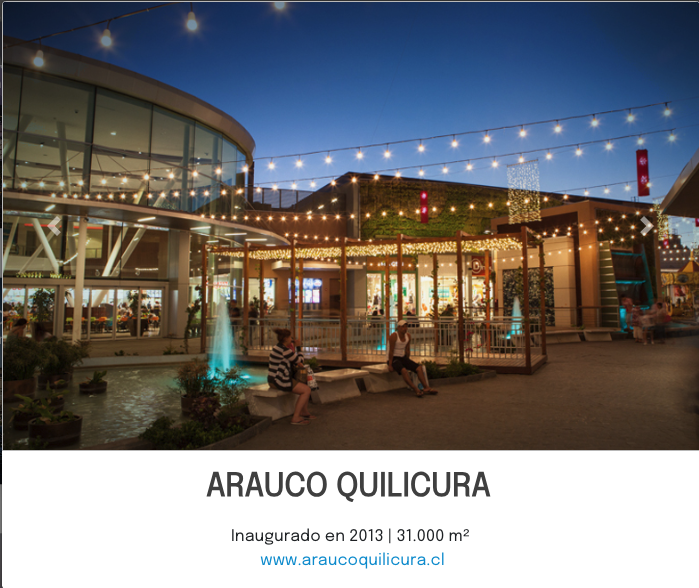 ARAUCO QUILICURA
Inaugurado en 2013 | 31.000 m²
www.araucoquilicura.cl